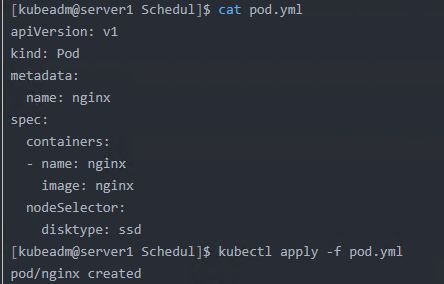 [kubeadm@server1 Schedul]$ cat pod.yml
apiVersion: v1
kind: Pod
metadata:
  name: nginx
spec:
  containers:
  - name: nginx
    image: nginx
  nodeSelector:
    disktype: ssd
[kubeadm@server1 Schedul]$ kubectl apply -f pod.yml
pod/nginx created